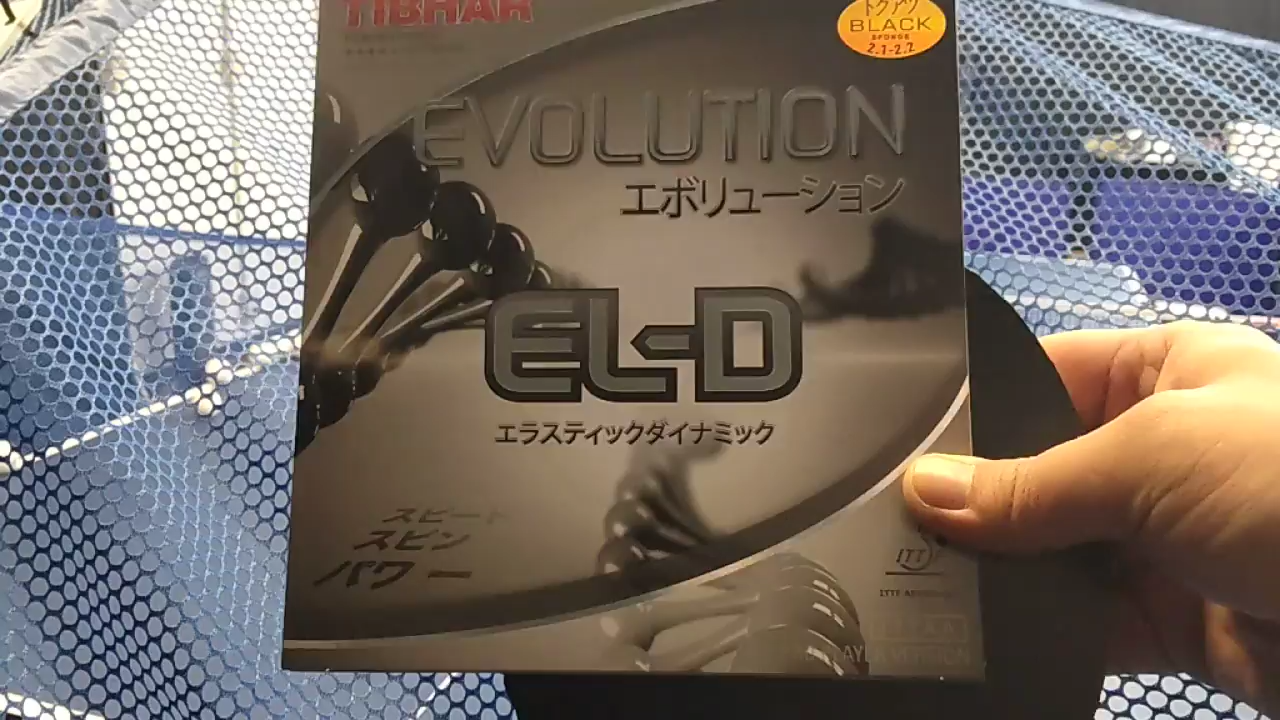 TIBHAR
トクアツ
BLACK
SPONGE
2.1-2.2
EVOLUTION
エボリューション
EL-D
エラスティックダイナミック
スピード
スピン
パワー
ITTF